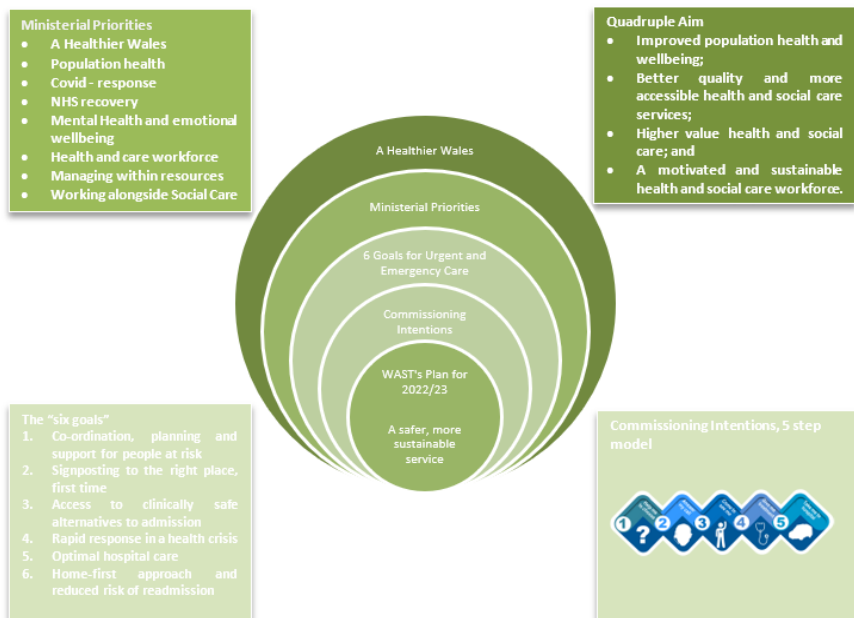 Ministerial Priorities
• A Healthier Wales
• Population health
• Covid - response
• NHS recovery
• Mental Health and emotional
wellbeing
• Health and care workforce
• Managing within resources
• Working alongside Social Care
Quadruple Aim
• Improved population health and
wellbeing;
• Better quality and more
accessible health and social care
services;
• Higher value health and social
care; and
• A motivated and sustainable
health and social care workforce.
A Healthier Wales
Ministerial Priorities
6 Goals for Urgent and
Emergency Care
Commissioning
Intentions
WAST's Plan for
2022/23
A safer, more
sustainable
service
The "six goals"
1. Co-ordination, planning and
support for people at risk
2. Signposting to the right place,
first time
3. Access to clinically safe
alternatives to admission
4. Rapid response in a health crisis
5. Optimal hospital care
6. Home-first approach and
reduced risk of readmission
Commissioning Intentions, 5 step
model
1 ? 2 3 4 5